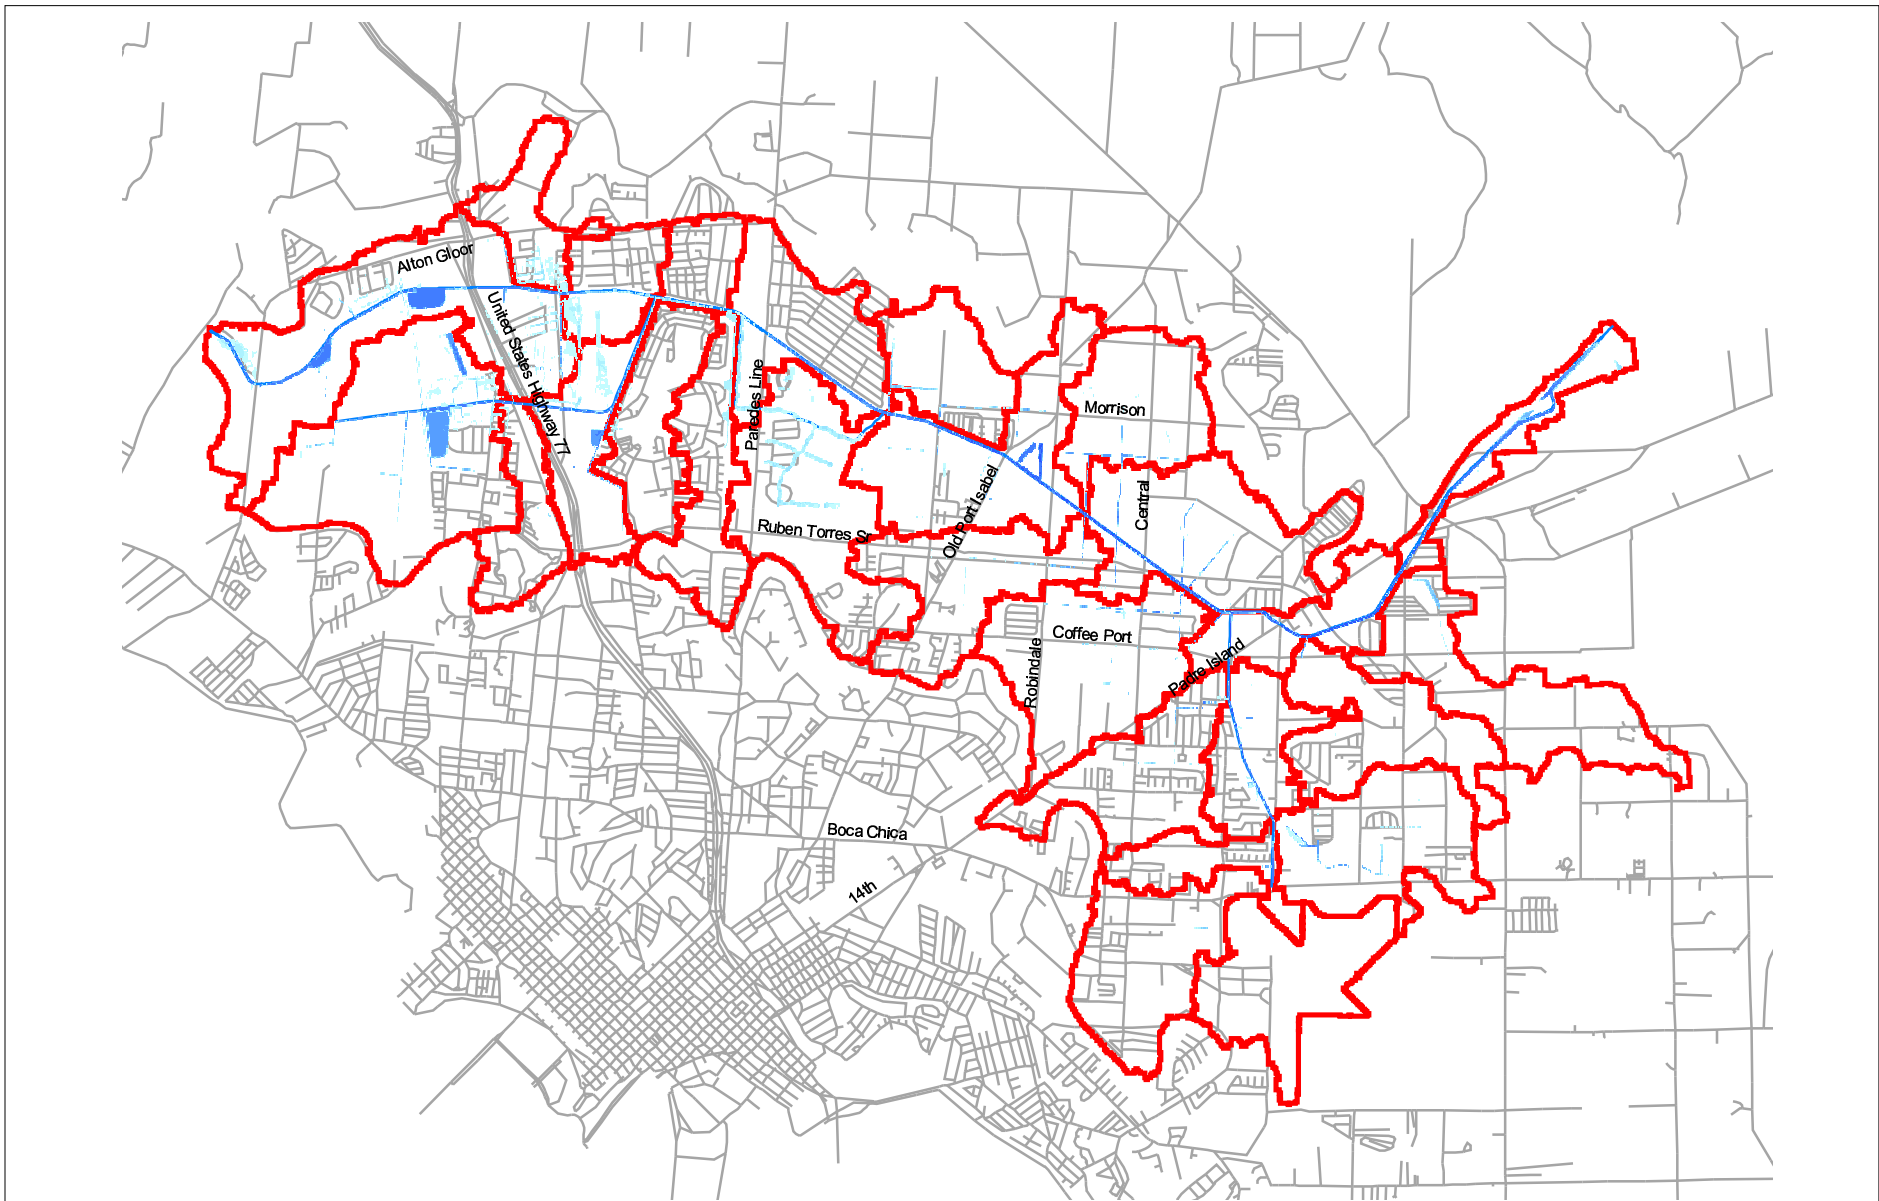 Alton Gloor
United States Highway 77
Paredes Line
Morrison
Old Port Isabel
Central
Ruben Torres S
Coffee Port
Robindale
Padre Island
Boca Chica
14th